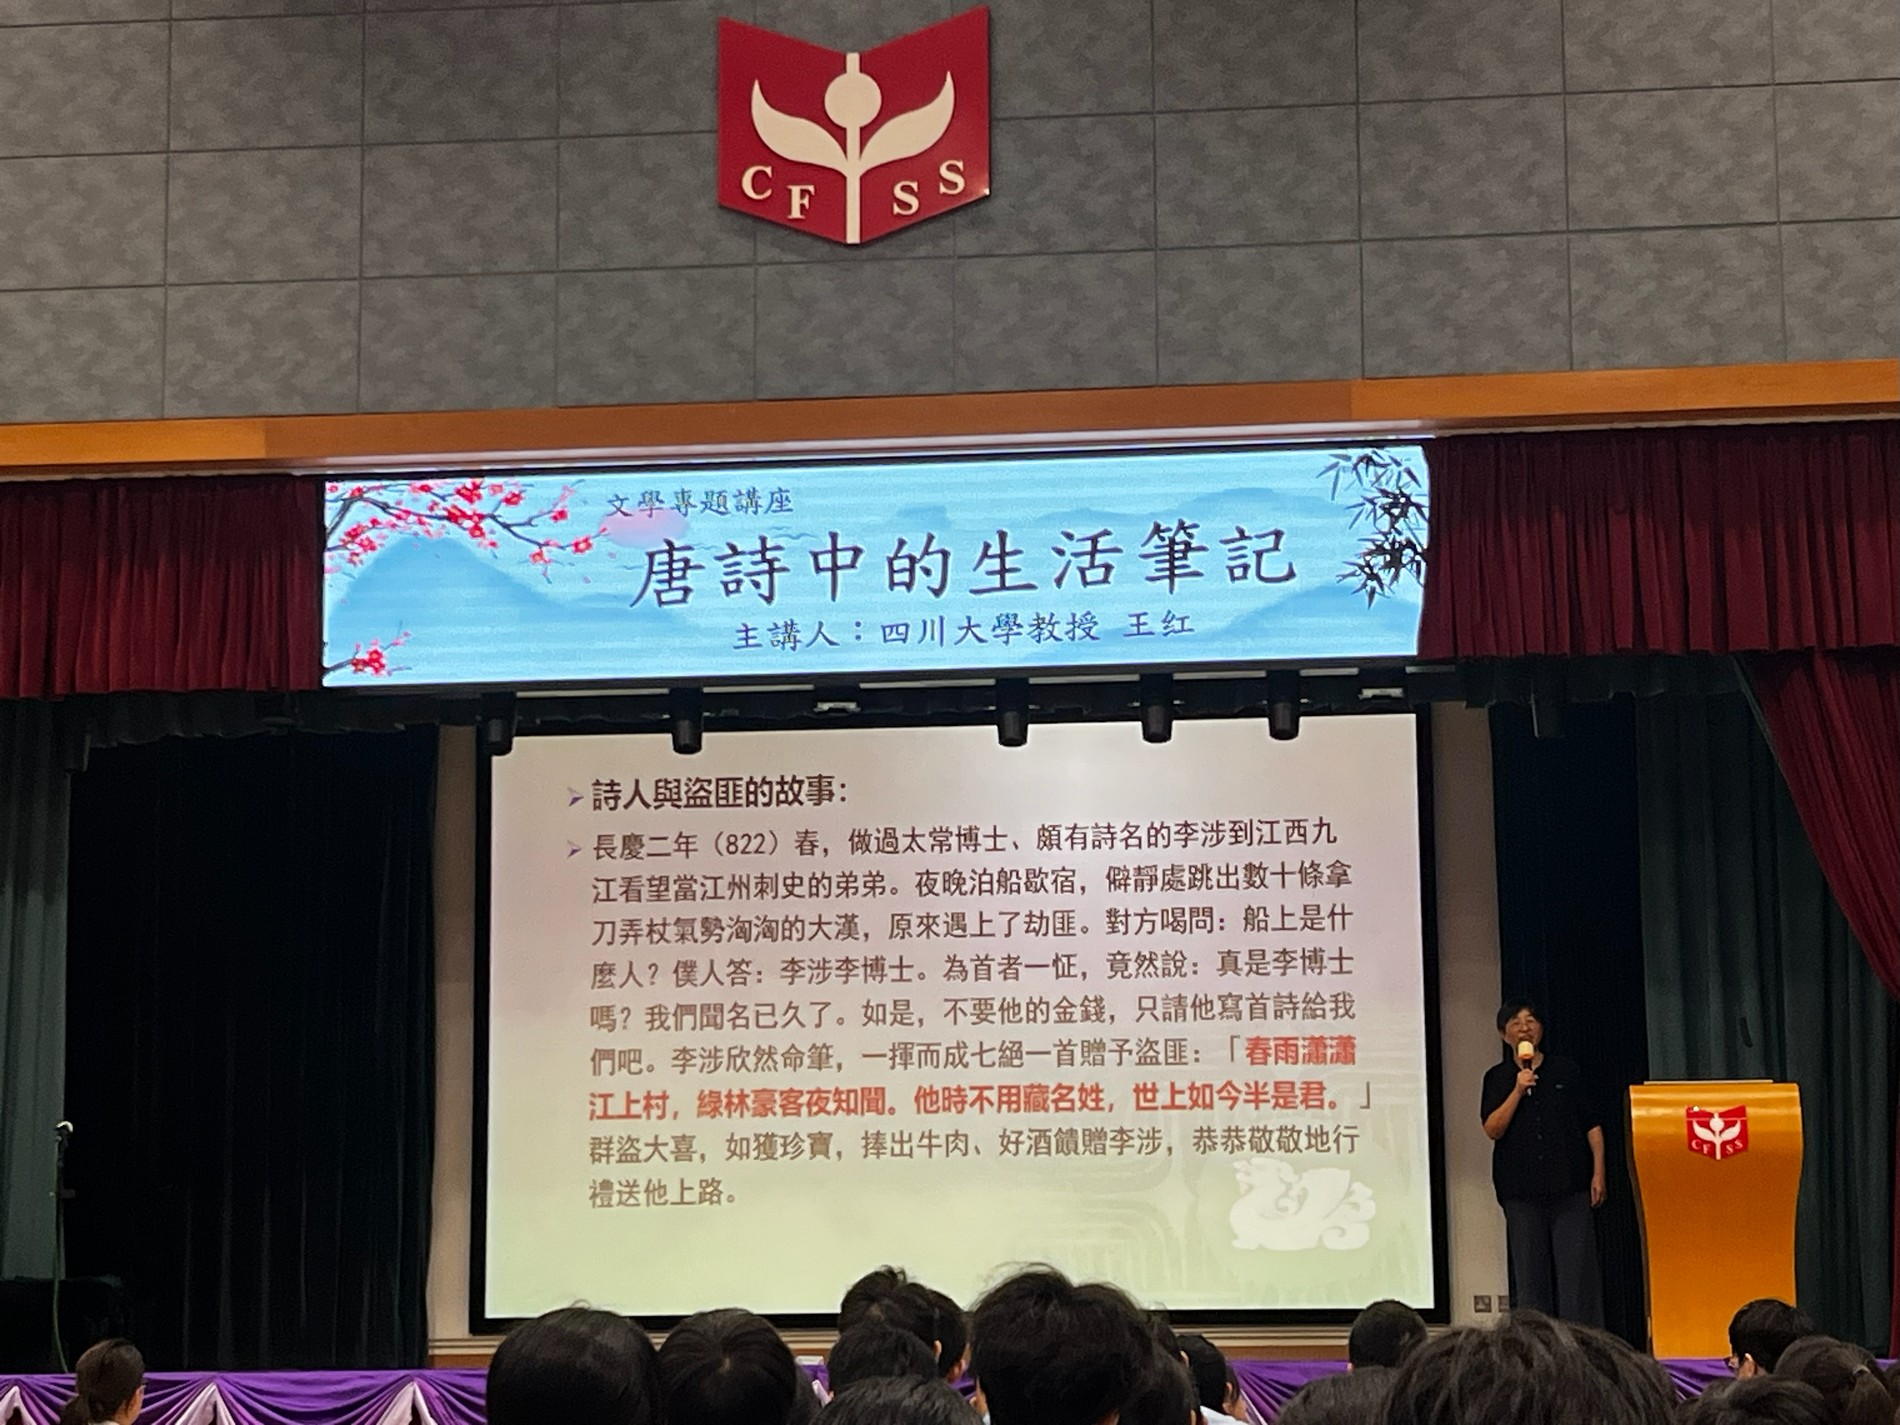 CFSS
文學專題講座
唐詩中的生活筆記
主講人：四川大學教授 王红
詩人與盜匪的故事：
長慶二年（822）春，做過太常博士、頗有詩名的李涉到江西九
江看望當江州刺史的弟弟。夜晚泊船歇宿，僻靜處跳出數十條拿
刀弄杖氣勢洶洶的大漢，原來遇上了劫匪。對方喝問：船上是什
麼人？僕人答：李涉李博士。為首者一怔，竟然說：真是李博士
嗎？我們聞名已久了。如是，不要他的金錢，只請他寫首詩給我
們吧。李涉欣然命筆，一揮而成七絕一首贈予盜匪：「春雨瀟瀟
江上村，綠林豪客夜知聞。他時不用藏名姓，世上如今半是君。」
群盜大喜，如獲珍寶，捧出牛肉、好酒饋贈李涉，恭恭敬敬地行
禮送他上路。
CFSS